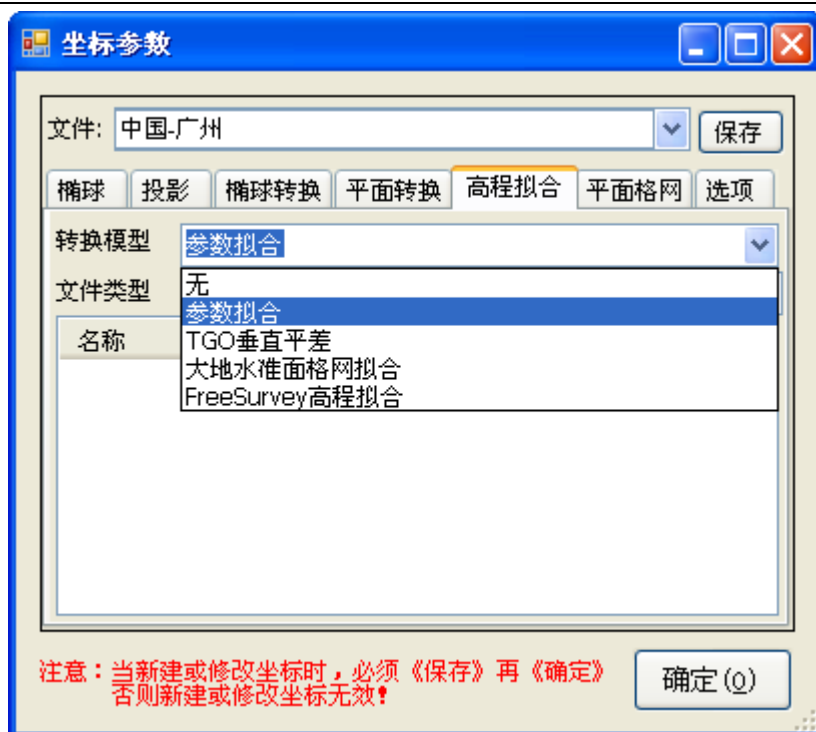 坐标参数
文件: 中国-广州 保存
椭球 投影 椭球转换 平面转换 高程拟合 平面格网 选项
转换模型 参数拟合
文件类型
无
参数拟合
名称
TGO垂直平差
大地水准面格网拟合
FreeSurvey高程拟合
注意：当新建或修改坐标时，必须《保存》再《确定》
否则新建或修改坐标无效！
确定(O)